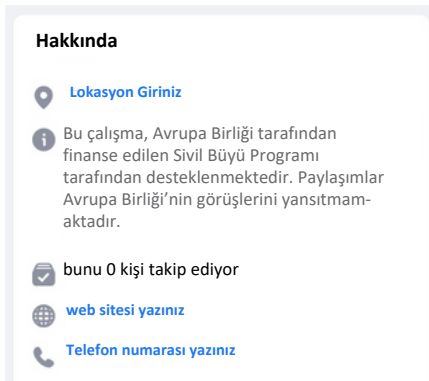 Hakkında
Lokasyon Giriniz
Bu çalışma, Avrupa Birliği tarafından
finanse edilen Sivil Büyü Programı
tarafından desteklenmektedir. Paylaşımlar
Avrupa Birliği’nin görüşlerini yansıtmam-
aktadır.
bunu 0 kişi takip ediyor
web sitesi yazınız
Telefon numarası yazınız